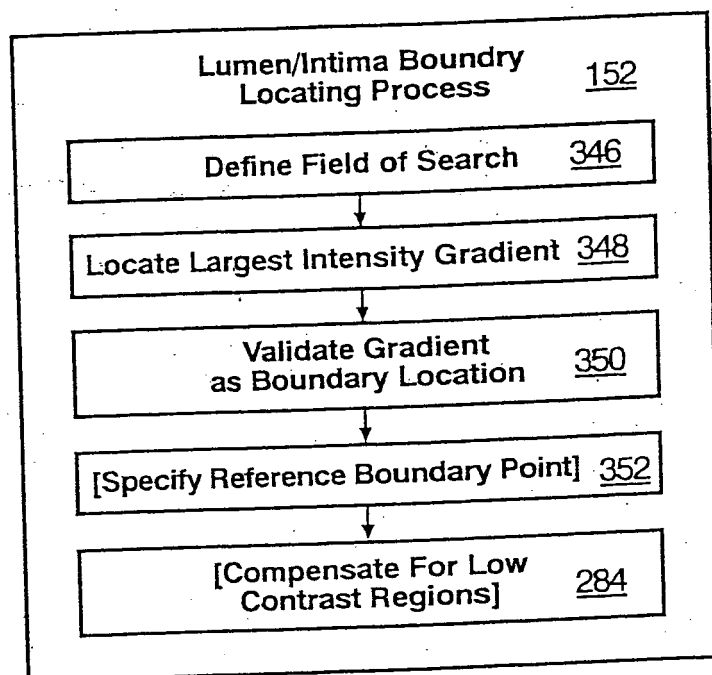 Lumen/Intima Boundry
Locating Process 152
Define Field of Search 346
Locate Largest Intensity Gradient 348
Validate Gradient
as Boundary Location 350
[Specify Reference Boundary Point] 352
[Compensate For Low
Contrast Regions] 284